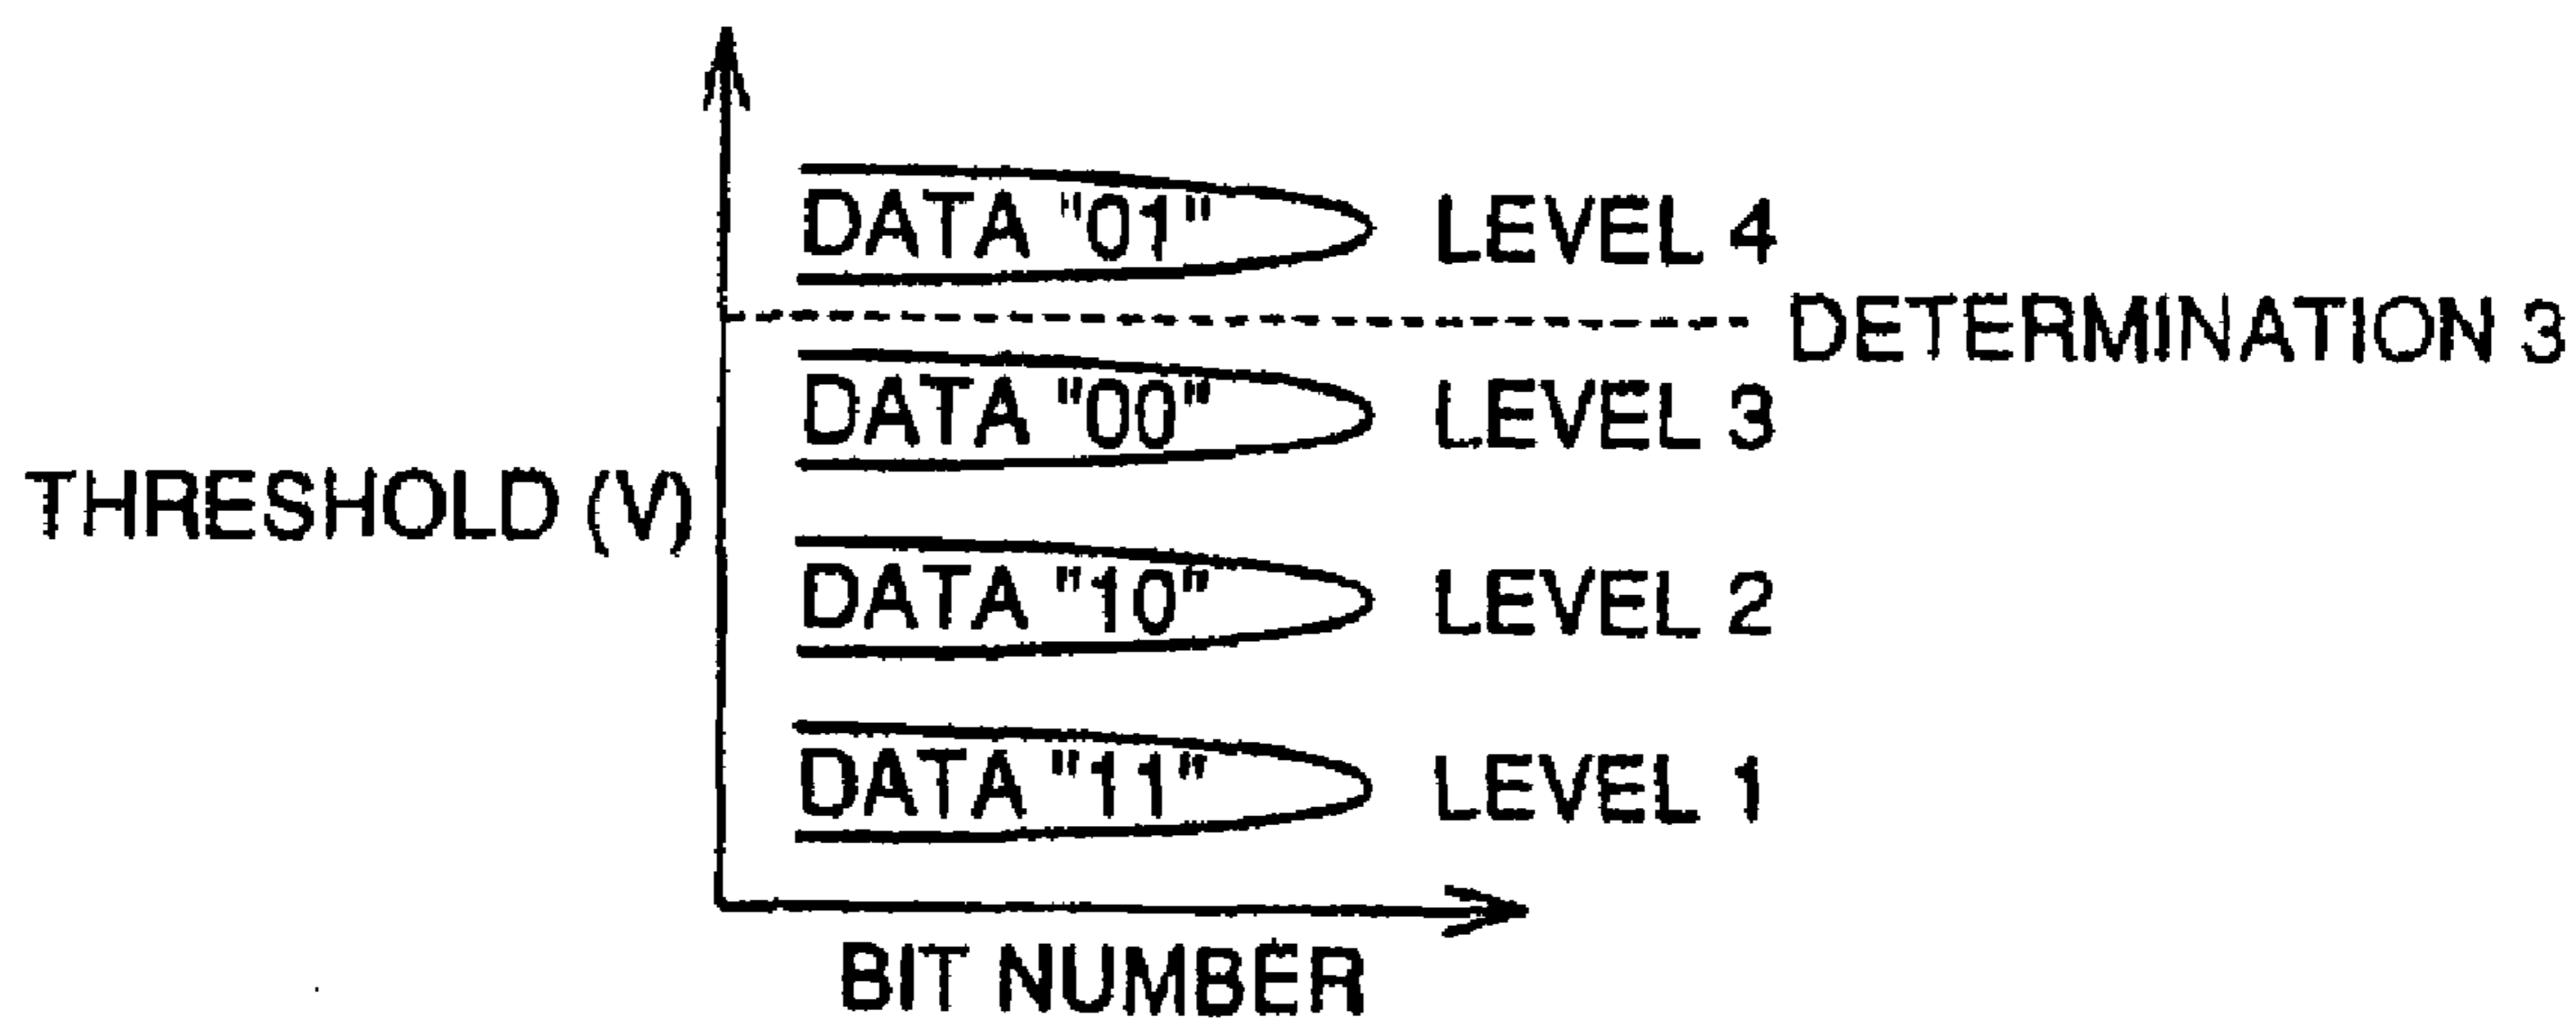 DATA "01" LEVEL 4
DETERMINATION 3
DATA "00" LEVEL 3
THRESHOLD (V)
DATA "10" LEVEL 2
DATA "11" LEVEL 1
BIT NUMBER